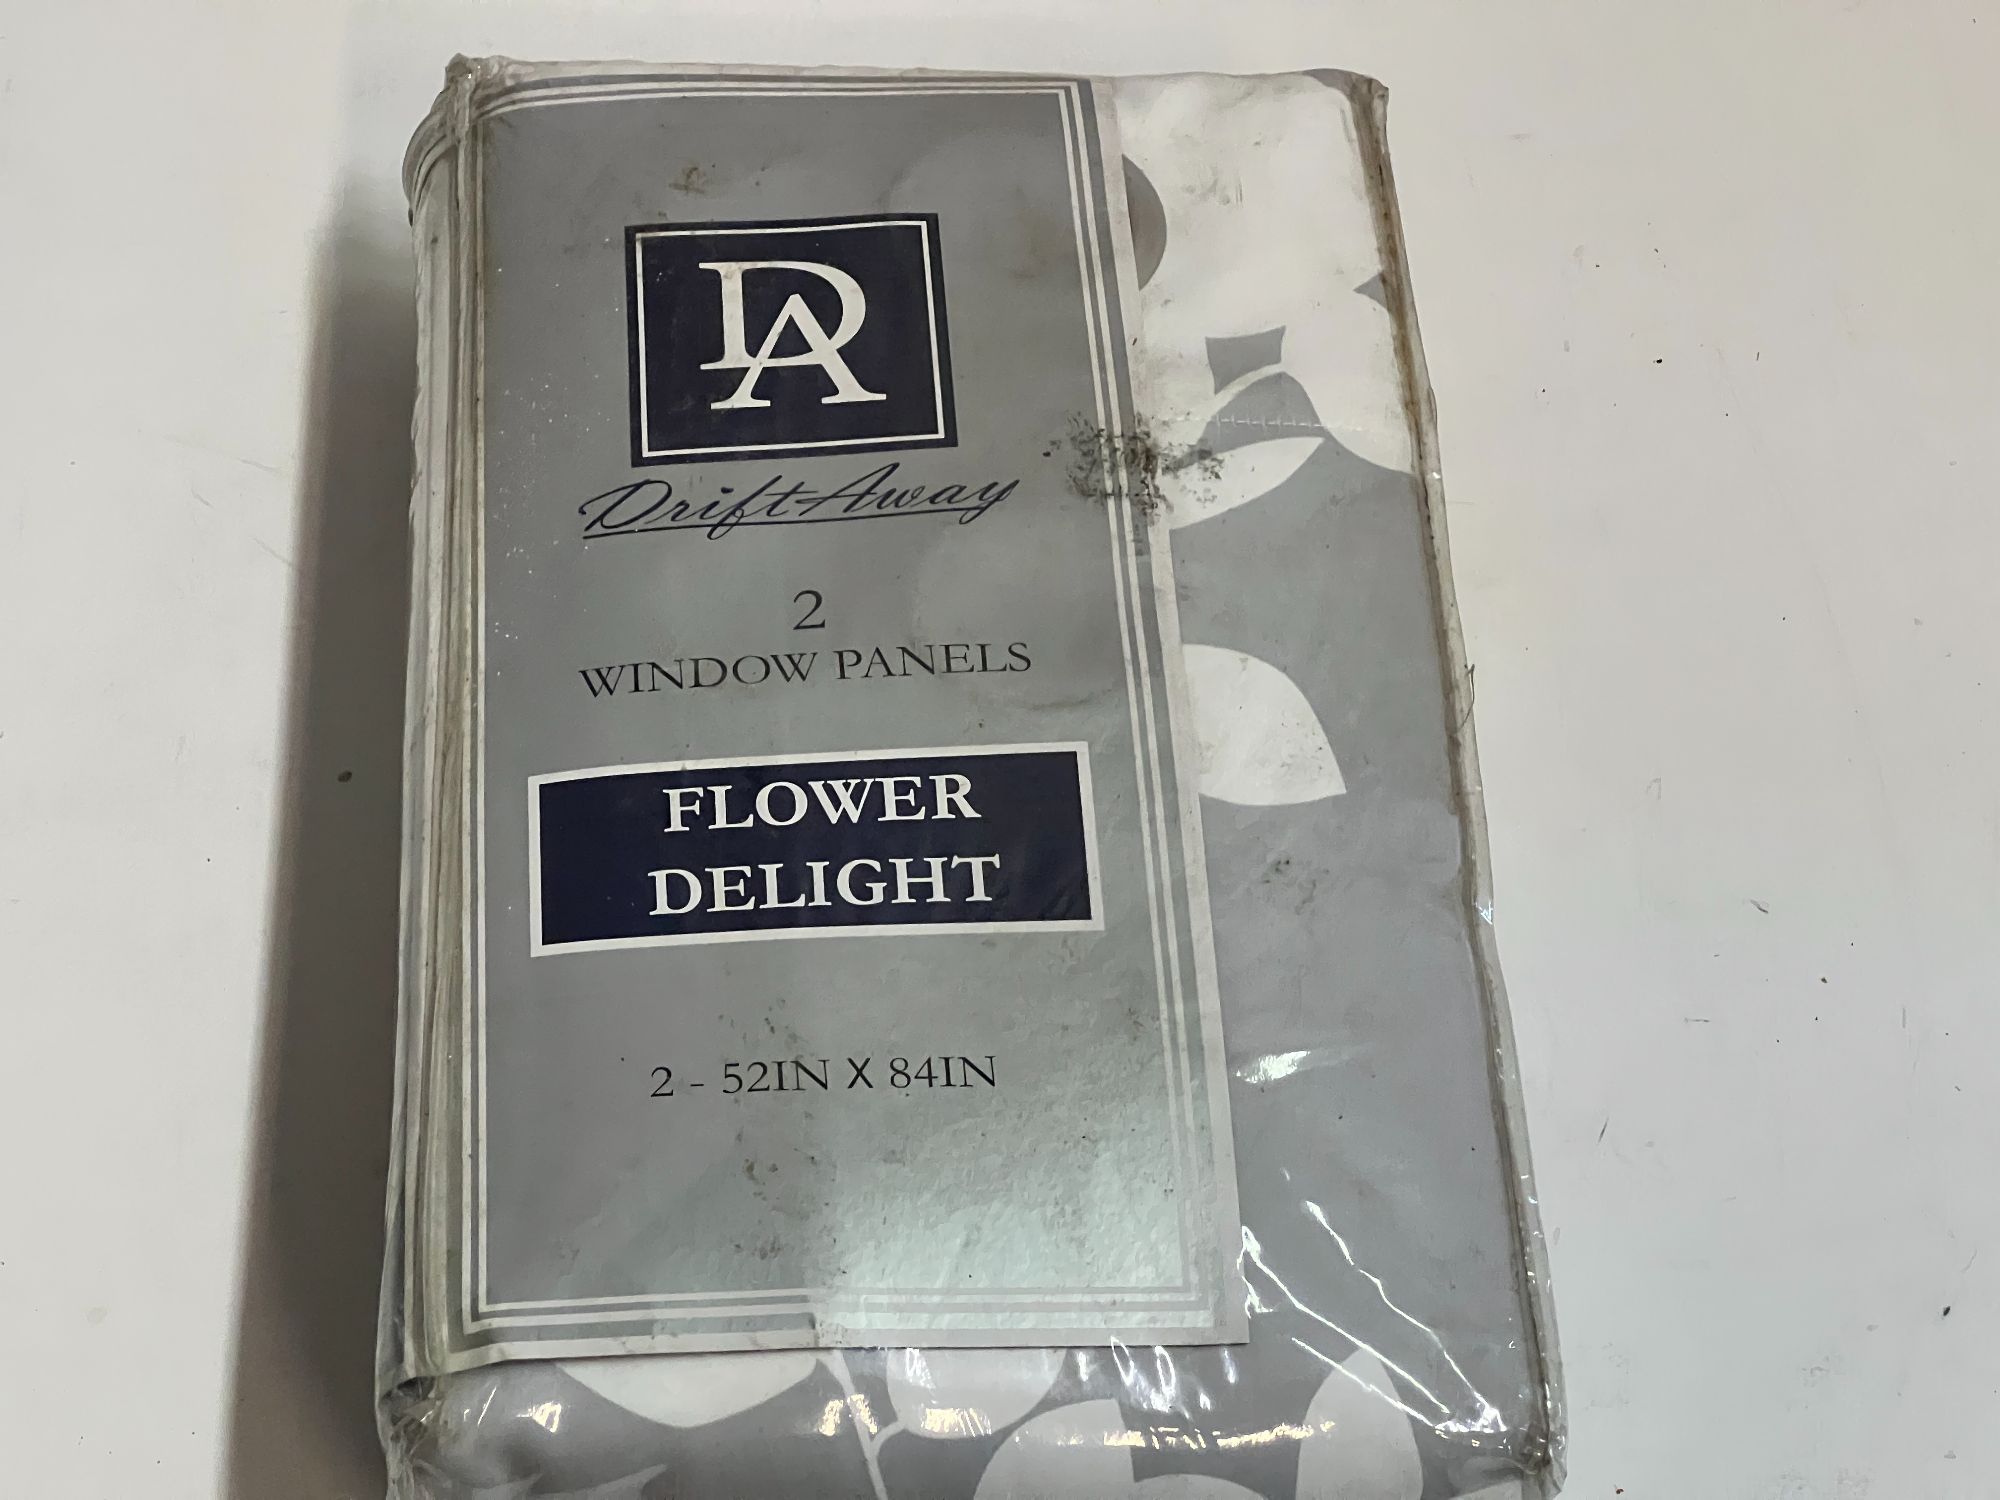 DA
Drift Away
2
WINDOW PANELS
FLOWER
DELIGHT
2 - 52IN X 84IN